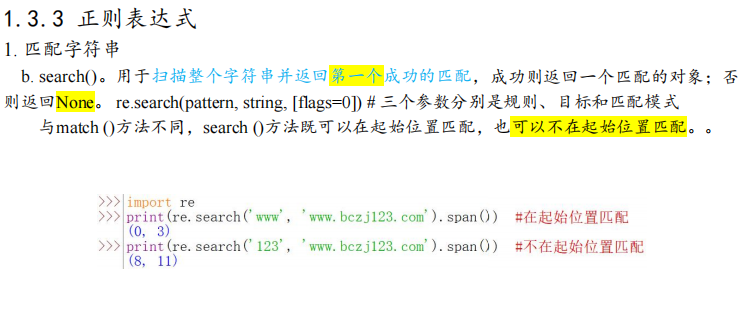 1.3.3 正则表达式
1. 匹配字符串
b. search()。用于扫描整个字符串并返回第一个成功的匹配，成功则返回一个匹配的对象；否
则返回None。 re.search(pattern, string, [flags=0]) # 三个参数分别是规则、目标和匹配模式
与match ()方法不同，search ()方法既可以在起始位置匹配，也可以不在起始位置匹配。。
>>> import re
>>> print(re.search('www', 'www.bczj123.com').span()) #在起始位置匹配
(0, 3)
>>> print(re.search('123', 'www.bczj123.com').span()) #不在起始位置匹配
(8, 11)